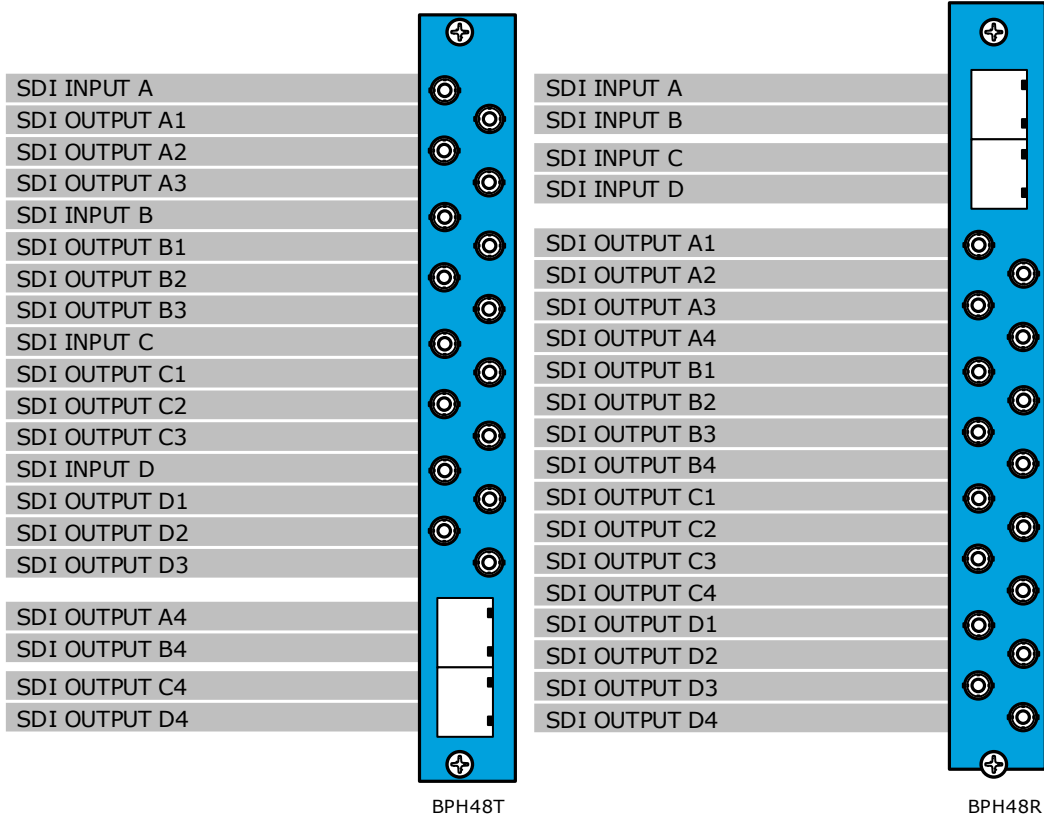 SDI INPUT A
SDI OUTPUT A1
SDI OUTPUT A2
SDI OUTPUT A3
SDI INPUT B
SDI OUTPUT B1
SDI OUTPUT B2
SDI OUTPUT B3
SDI INPUT C
SDI OUTPUT C1
SDI OUTPUT C2
SDI OUTPUT C3
SDI INPUT D
SDI OUTPUT D1
SDI OUTPUT D2
SDI OUTPUT D3
SDI OUTPUT A4
SDI OUTPUT B4
SDI OUTPUT C4
SDI OUTPUT D4
BPH48T
SDI INPUT A
SDI INPUT B
SDI INPUT C
SDI INPUT D
SDI OUTPUT A1
SDI OUTPUT A2
SDI OUTPUT A3
SDI OUTPUT A4
SDI OUTPUT B1
SDI OUTPUT B2
SDI OUTPUT B3
SDI OUTPUT B4
SDI OUTPUT C1
SDI OUTPUT C2
SDI OUTPUT C3
SDI OUTPUT C4
SDI OUTPUT D1
SDI OUTPUT D2
SDI OUTPUT D3
SDI OUTPUT D4
BPH48R